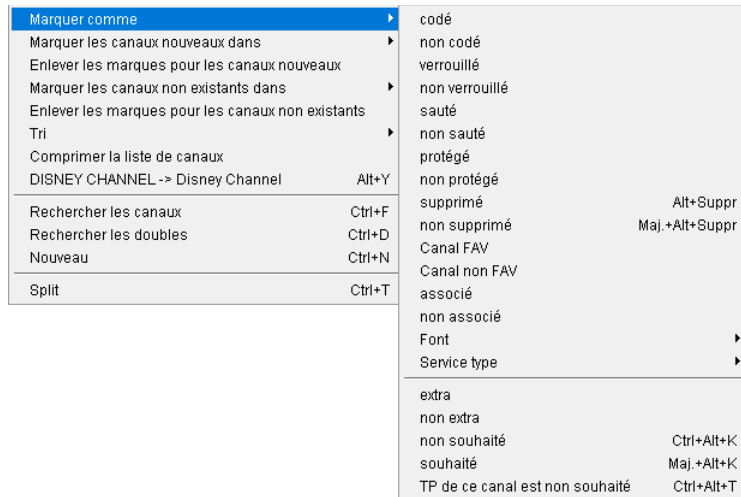 Marquer comme
Marquer les canaux nouveaux dans
Enlever les marques pour les canaux nouveaux
Marquer les canaux non existants dans
Enlever les marques pour les canaux non existants
Tri
Comprimer la liste de canaux
DISNEY CHANNEL -> Disney Channel Alt+Y
Rechercher les canaux Ctrl+F
Rechercher les doubles Ctrl+D
Nouveau Ctrl+N
Split Ctrl+T
codé
non codé
verrouillé
non verrouillé
sauté
non sauté
protégé
non protégé
supprimé Alt+Suppr
non supprimé Maj.+Alt+Suppr
Canal FAV
Canal non FAV
associé
non associé
Font
Service type
extra
non extra
non souhaité Ctrl+Alt+K
souhaité Maj.+Alt+K
TP de ce canal est non souhaité Ctrl+Alt+T